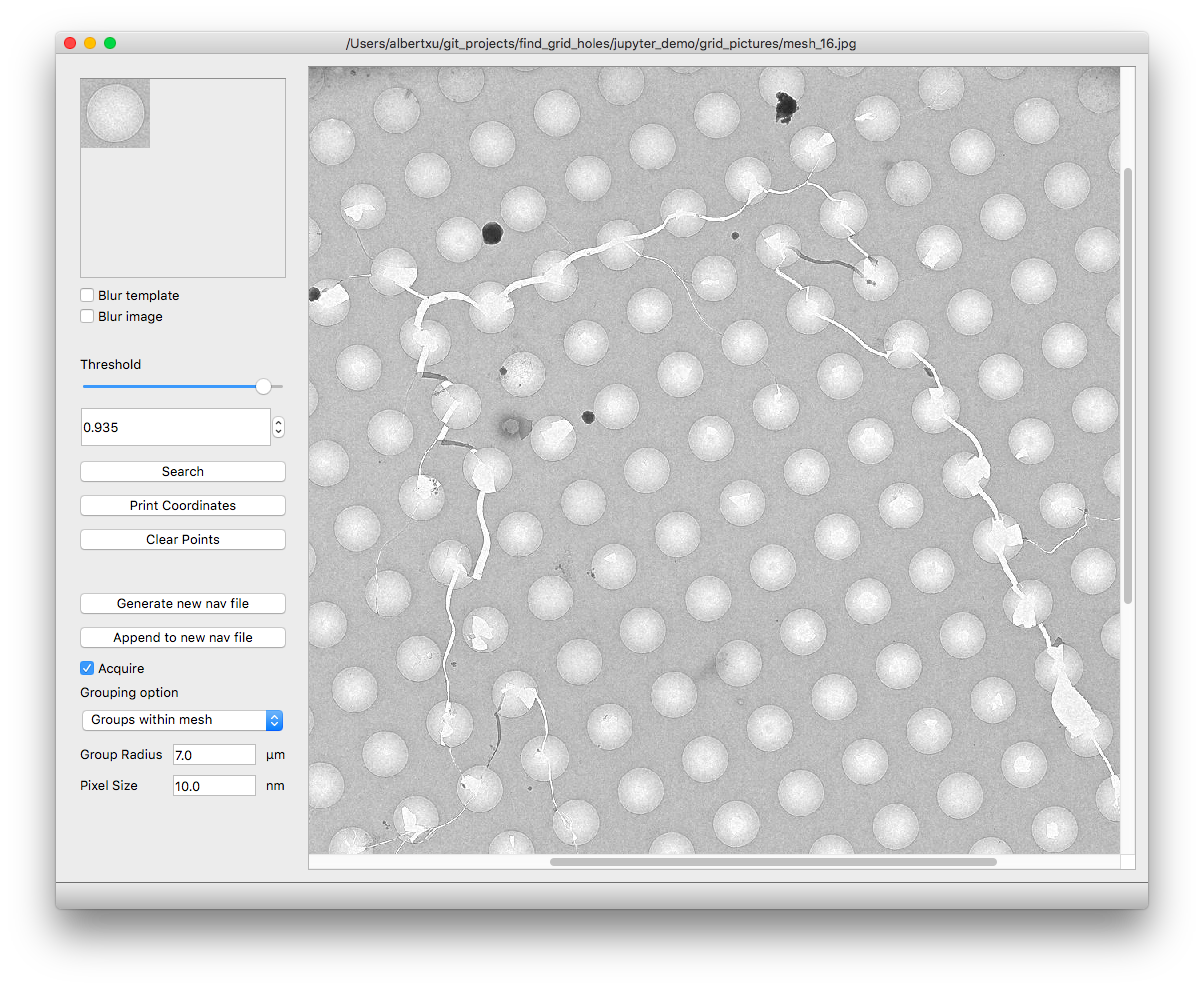 /Users/albertxu/git_projects/find_grid_holes/jupyter_demo/grid_pictures/mesh_16.jpg
Blur template
Blur image
Threshold
0.935
Search
Print Coordinates
Clear Points
Generate new nav file
Append to new nav file
Acquire
Grouping option
Groups within mesh
Group Radius 7.0 µm
Pixel Size 10.0 nm